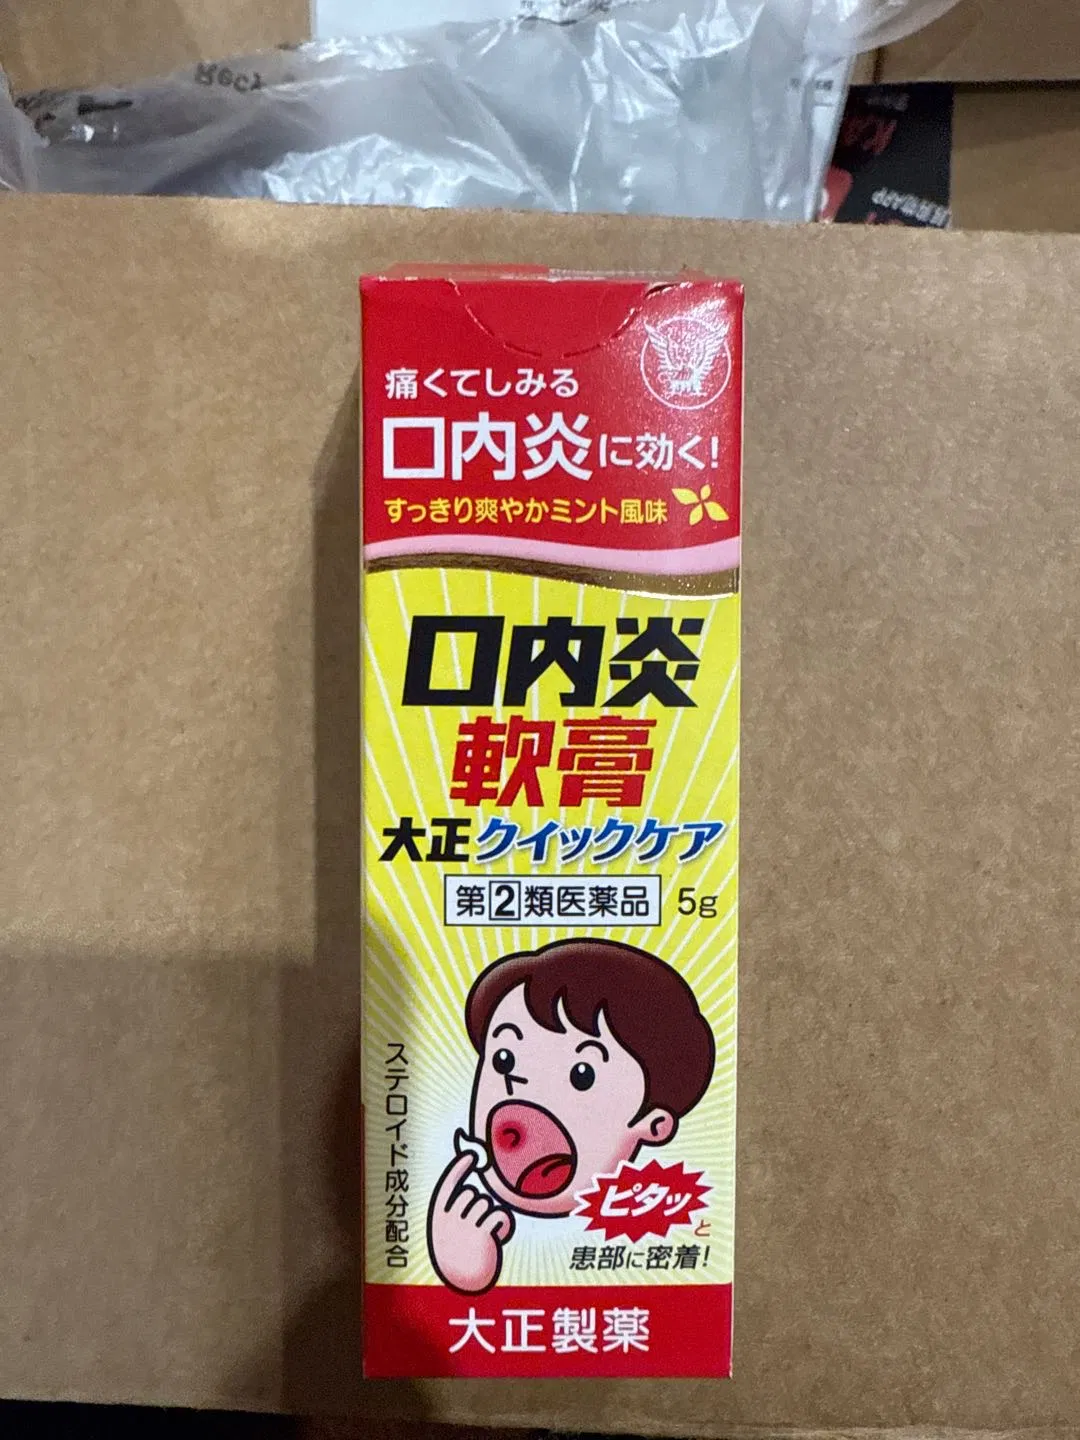 痛くてしみる
口内炎に効く!
すっきり爽やかミント風味
口内炎
軟膏
大正クイックケア
第2類医薬品 5g
ステロイド成分配合
ピタッと
患部に密着!
大正製薬